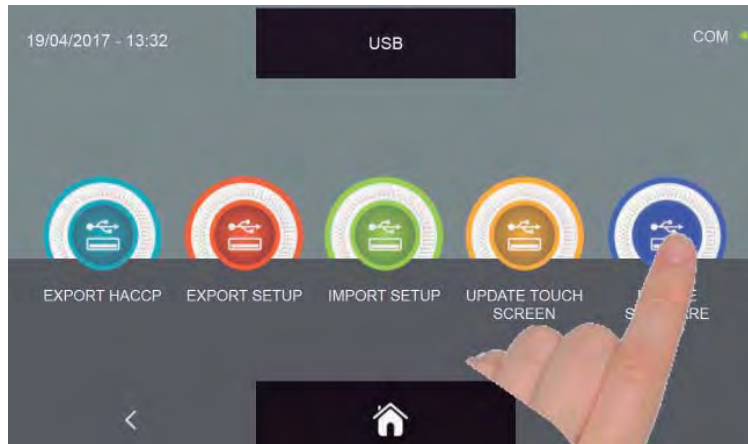 19/04/2017 - 13:32
USB
COM
EXPORT HACCP
EXPORT SETUP
IMPORT SETUP
UPDATE TOUCH
SCREEN